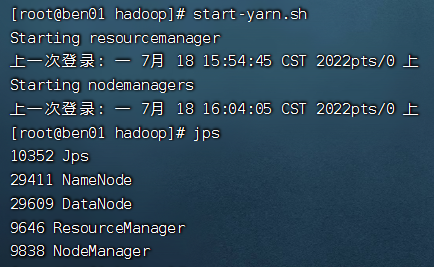 [root@ben01 hadoop]# start-yarn.sh
Starting resourcemanager
上一次登录: 一 7月 18 15:54:45 CST 2022pts/0 上
Starting nodemanagers
上一次登录: 一 7月 18 16:04:05 CST 2022pts/0 上
[root@ben01 hadoop]# jps
10352 Jps
29411 NameNode
29609 DataNode
9646 ResourceManager
9838 NodeManager